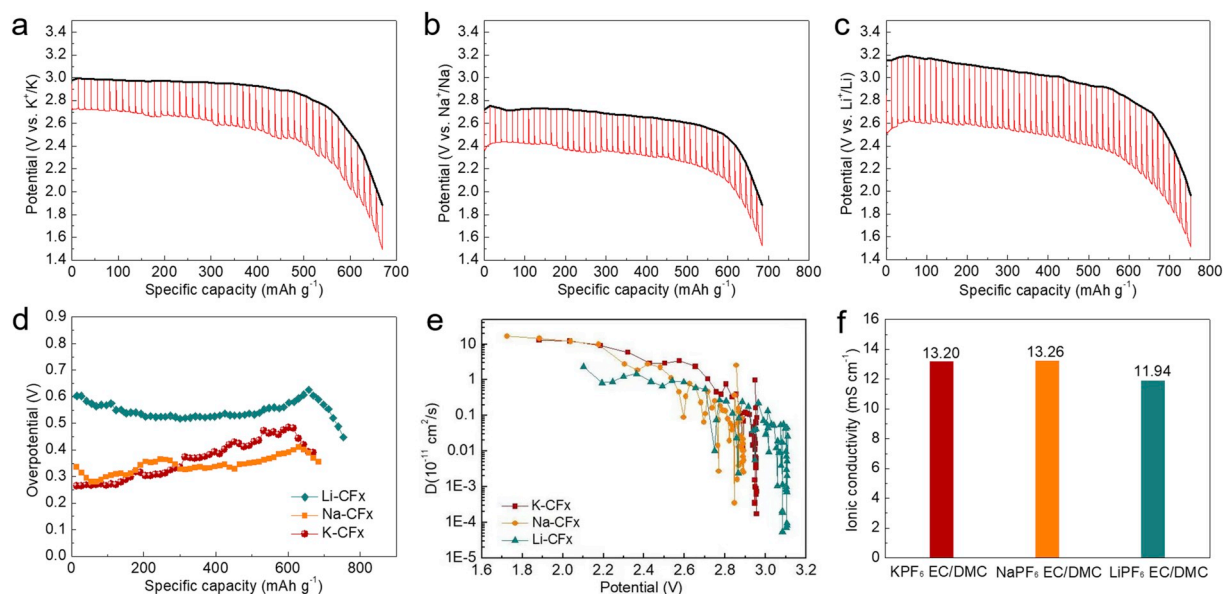 a
Potential (V vs. K⁺/K)
3.4
3.2
3.0
2.8
2.6
2.4
2.2
2.0
1.8
1.6
1.4
0 100 200 300 400 500 600 700
Specific capacity (mAh g⁻¹)
b
Potential (V vs. Na⁺/Na)
3.4
3.2
3.0
2.8
2.6
2.4
2.2
2.0
1.8
1.6
1.4
0 100 200 300 400 500 600 700 800
Specific capacity (mAh g⁻¹)
c
Potential (V vs. Li⁺/Li)
3.4
3.2
3.0
2.8
2.6
2.4
2.2
2.0
1.8
1.6
1.4
0 100 200 300 400 500 600 700 800
Specific capacity (mAh g⁻¹)
d
Overpotential (V)
0.9
0.8
0.7
0.6
0.5
0.4
0.3
0.2
0.1
0.0
Li-CFx
Na-CFx
K-CFx
0 200 400 600 800
Specific capacity (mAh g⁻¹)
e
D(10⁻¹¹ cm²/s)
10
1
0.1
0.01
1E-3
1E-4
1E-5
K-CFx
Na-CFx
Li-CFx
1.6 1.8 2.0 2.2 2.4 2.6 2.8 3.0 3.2
Potential (V)
f
Ionic conductivity (mS cm⁻¹)
16
14
12
10
8
6
4
2
0
13.20
13.26
11.94
KPF₆ EC/DMC NaPF₆ EC/DMC LiPF₆ EC/DMC